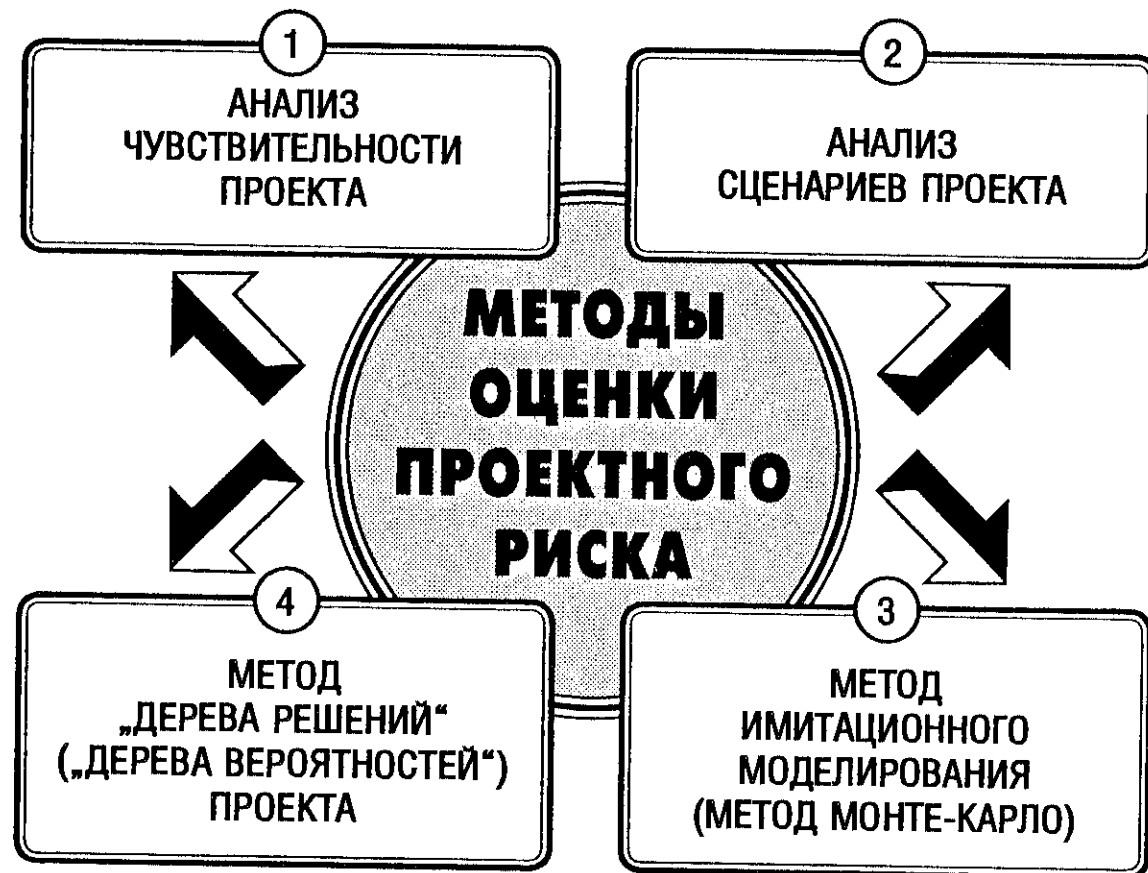 1
АНАЛИЗ
ЧУВСТВИТЕЛЬНОСТИ
ПРОЕКТА
2
АНАЛИЗ
СЦЕНАРИЕВ ПРОЕКТА
МЕТОДЫ
ОЦЕНКИ
ПРОЕКТНОГО
РИСКА
4
МЕТОД
„ДЕРЕВА РЕШЕНИЙ“
(„ДЕРЕВА ВЕРОЯТНОСТЕЙ“)
ПРОЕКТА
3
МЕТОД
ИМИТАЦИОННОГО
МОДЕЛИРОВАНИЯ
(МЕТОД МОНТЕ-КАРЛО)